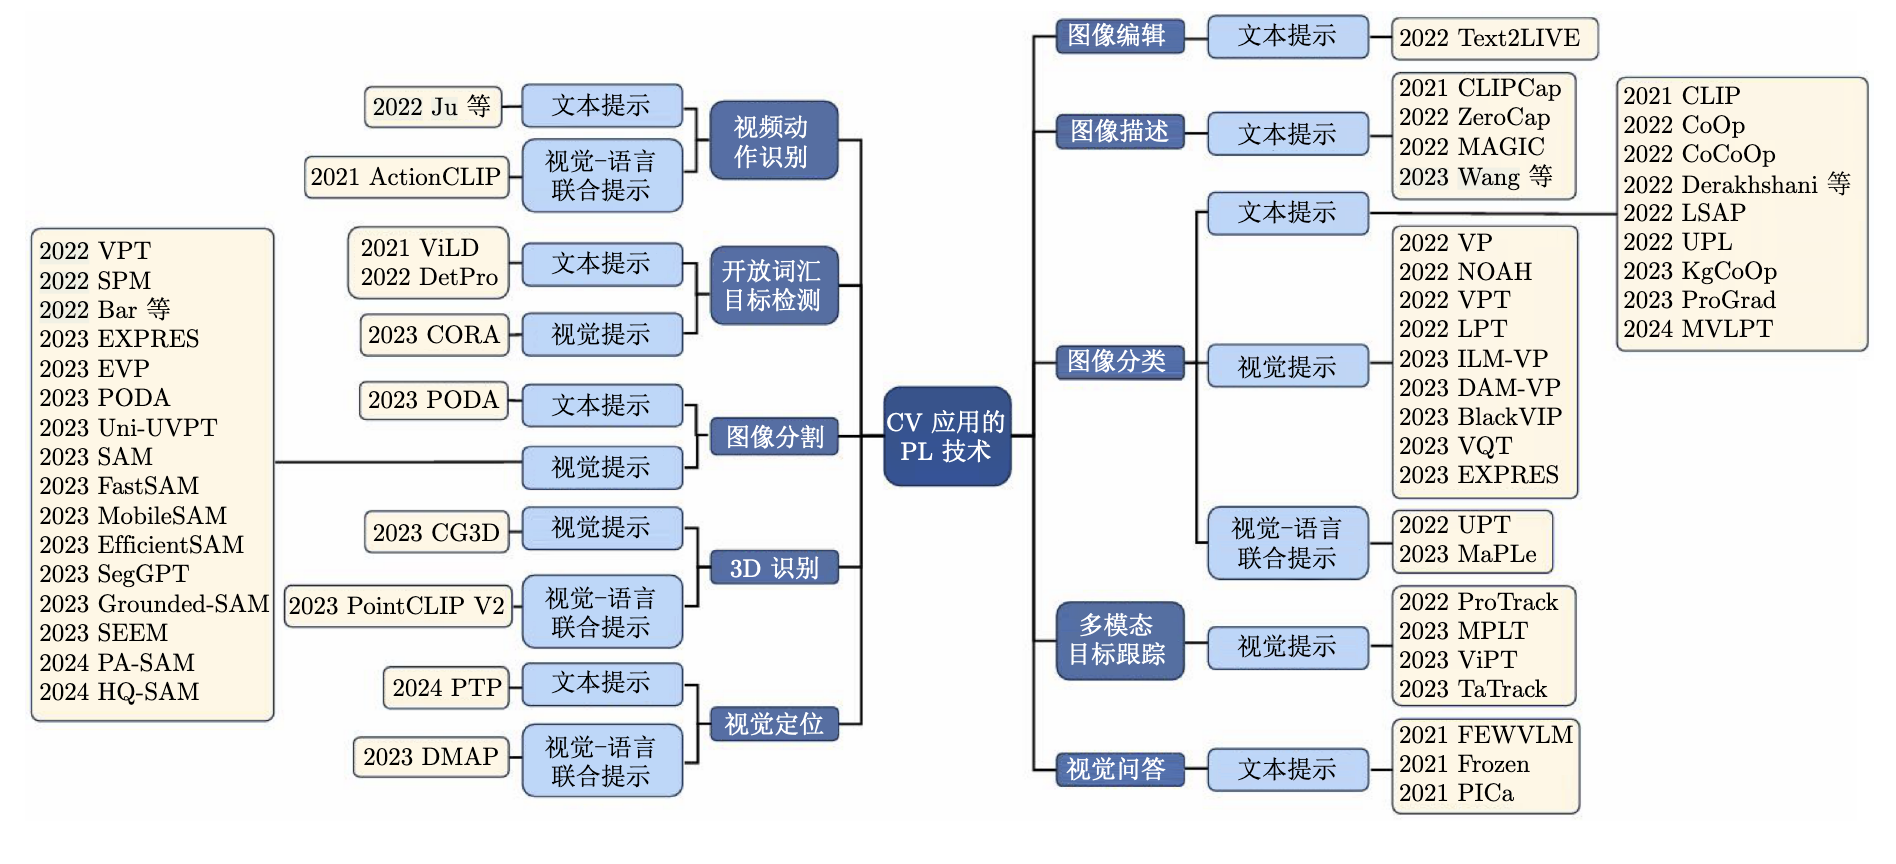 CV 应用的
PL 技术
视频动
作识别
文本提示
2022 Ju 等
视觉-语言
联合提示
2021 ActionCLIP
开放词汇
目标检测
文本提示
2021 ViLD
2022 DetPro
视觉提示
2023 CORA
图像分割
文本提示
2023 PODA
视觉提示
2022 VPT
2022 SPM
2022 Bar 等
2023 EXPRES
2023 EVP
2023 PODA
2023 Uni-UVPT
2023 SAM
2023 FastSAM
2023 MobileSAM
2023 EfficientSAM
2023 SegGPT
2023 Grounded-SAM
2023 SEEM
2024 PA-SAM
2024 HQ-SAM
3D 识别
视觉提示
2023 CG3D
视觉-语言
联合提示
2023 PointCLIP V2
视觉定位
文本提示
2024 PTP
视觉-语言
联合提示
2023 DMAP
图像编辑
文本提示
2022 Text2LIVE
图像描述
文本提示
2021 CLIPCap
2022 ZeroCap
2022 MAGIC
2023 Wang 等
图像分类
文本提示
2021 CLIP
2022 CoOp
2022 CoCoOp
2022 Derakhshani 等
2022 LSAP
2022 UPL
2023 KgCoOp
2023 ProGrad
2024 MVLPT
视觉提示
2022 VP
2022 NOAH
2022 VPT
2022 LPT
2023 ILM-VP
2023 DAM-VP
2023 BlackVIP
2023 VQT
2023 EXPRES
视觉-语言
联合提示
2022 UPT
2023 MaPLe
多模态
目标跟踪
视觉提示
2022 ProTrack
2023 MPLT
2023 ViPT
2023 TaTrack
视觉问答
文本提示
2021 FEWVLM
2021 Frozen
2021 PICa